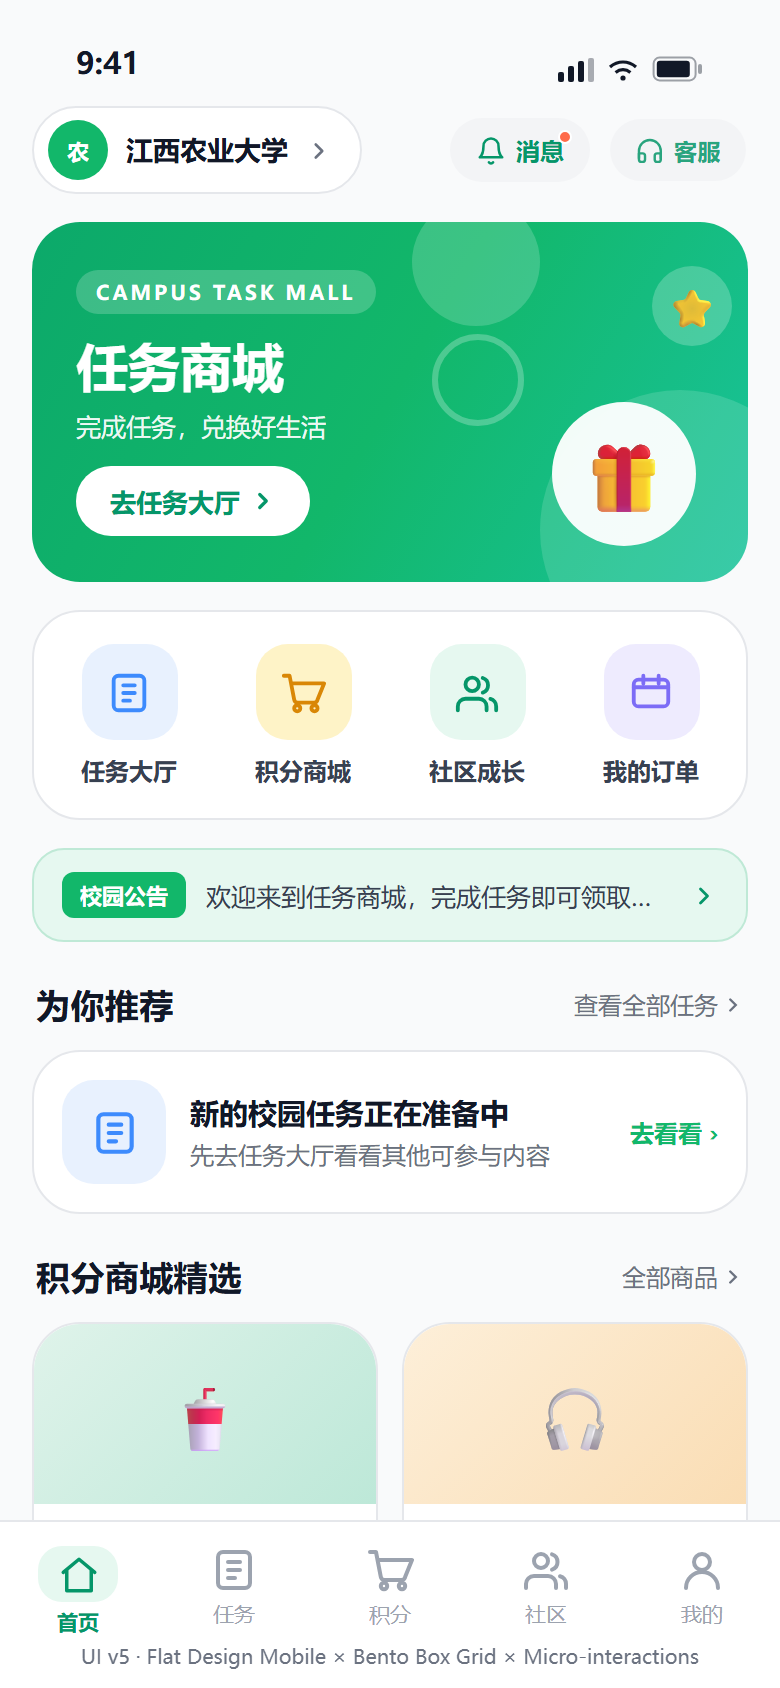 9:41
农 江西农业大学
消息
客服
CAMPUS TASK MALL
任务商城
完成任务，兑换好生活
去任务大厅
任务大厅 积分商城 社区成长 我的订单
校园公告 欢迎来到任务商城，完成任务即可领取...
为你推荐 查看全部任务
新的校园任务正在准备中
先去任务大厅看看其他可参与内容
去看看 ›
积分商城精选 全部商品
首页 任务 积分 社区 我的
UI v5 · Flat Design Mobile × Bento Box Grid × Micro-interactions